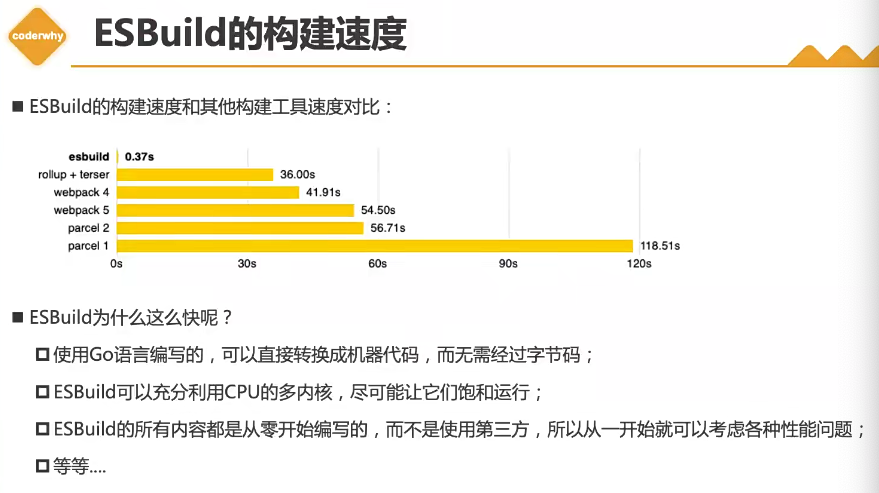 coderwhy
ESBuild的构建速度
ESBuild的构建速度和其他构建工具速度对比：
esbuild 0.37s
rollup + terser 36.00s
webpack 4 41.91s
webpack 5 54.50s
parcel 2 56.71s
parcel 1 118.51s
0s 30s 60s 90s 120s
ESBuild为什么这么快呢？
使用Go语言编写的，可以直接转换成机器代码，而无需经过字节码；
ESBuild可以充分利用CPU的多内核，尽可能让它们饱和运行；
ESBuild的所有内容都是从零开始编写的，而不是使用第三方，所以从一开始就可以考虑各种性能问题；
等等....